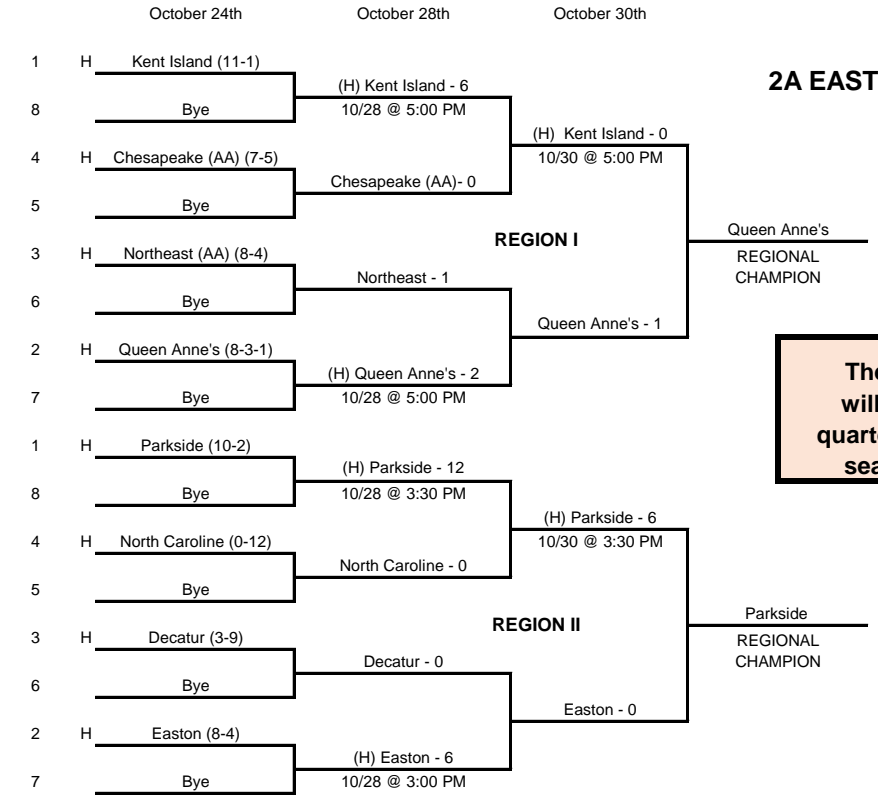 October 24th October 28th October 30th
1 H Kent Island (11-1)
(H) Kent Island - 6
2A EAST
8 Bye 10/28 @ 5:00 PM
(H) Kent Island - 0
4 H Chesapeake (AA) (7-5) 10/30 @ 5:00 PM
Chesapeake (AA)- 0
5 Bye
Queen Anne's
REGION I
3 H Northeast (AA) (8-4) REGIONAL
Northeast - 1 CHAMPION
6 Bye
Queen Anne's - 1
2 H Queen Anne's (8-3-1)
(H) Queen Anne's - 2
7 Bye 10/28 @ 5:00 PM
will
quart
sea
1 H Parkside (10-2)
(H) Parkside - 12
8 Bye 10/28 @ 3:30 PM
(H) Parkside - 6
4 H North Caroline (0-12) 10/30 @ 3:30 PM
North Caroline - 0
5 Bye
Parkside
REGION II
3 H Decatur (3-9) REGIONAL
Decatur - 0 CHAMPION
6 Bye
Easton - 0
2 H Easton (8-4)
(H) Easton - 6
7 Bye 10/28 @ 3:00 PM